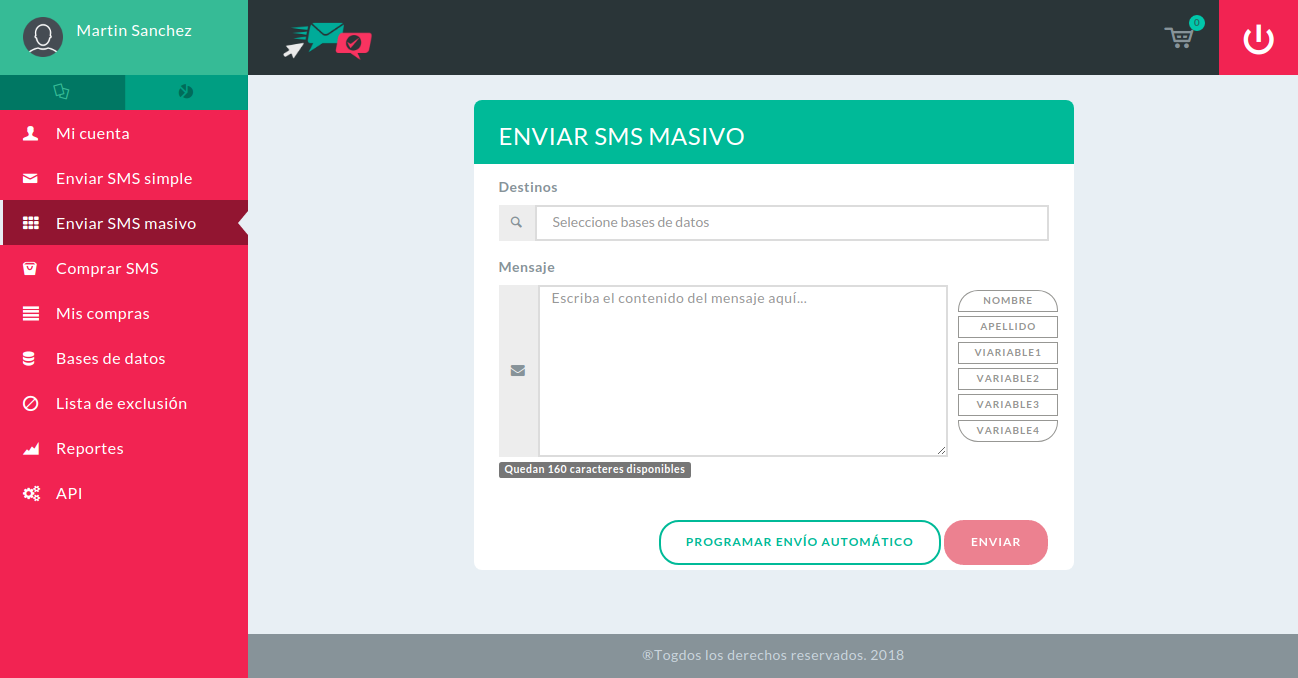 Martin Sanchez
0
Mi cuenta
Enviar SMS simple
Enviar SMS masivo
Comprar SMS
Mis compras
Bases de datos
Lista de exclusión
Reportes
API
ENVIAR SMS MASIVO
Destinos
Seleccione bases de datos
Mensaje
Escriba el contenido del mensaje aquí...
NOMBRE
APELLIDO
VIARIABLE1
VARIABLE2
VARIABLE3
VARIABLE4
Quedan 160 caracteres disponibles
PROGRAMAR ENVÍO AUTOMÁTICO
ENVIAR
®Togdos los derechos reservados. 2018